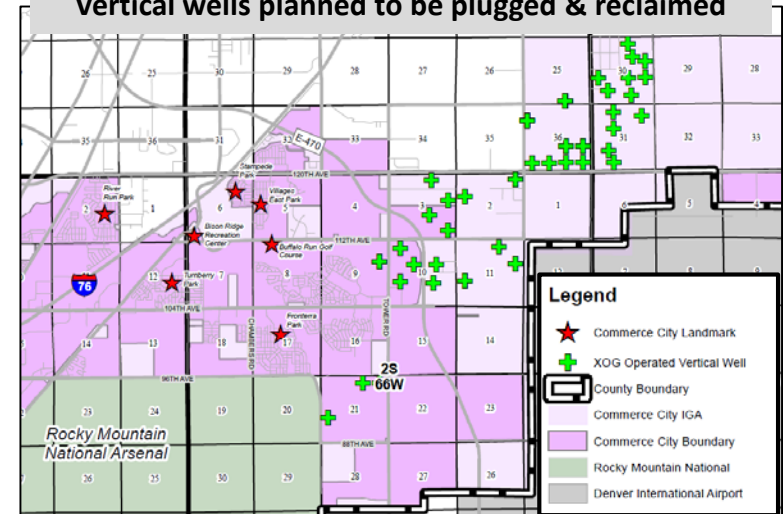 vertical wells planned to be plugged & reclaimed
26 25 30 29 28 27 26 25 30 29 28
35 36 31 32 33 34 35 36 31 32 33
E-470
Stampede
Park
120TH AVE
River
Run Park
Villages
East Park
2 1 6 5 4 3 2 1 6 5 4
Bison Ridge
Recreation
Center
112TH AVE
Buffalo Run Golf
Course
76
12 7 8 9 10 11
Turnberry
Park
104TH AVE
TOWER RD
CHAMBERS RD
Fronterra
Park
14 13 18 17 16 15 14
2S
66W
96TH AVE
23 24 19 20 21 22 23
Rocky Mountain
National Arsenal
88TH AVE
26 25 30 29 28 27 26
Legend
Commerce City Landmark
XOG Operated Vertical Well
County Boundary
Commerce City IGA
Commerce City Boundary
Rocky Mountain National
Denver International Airport